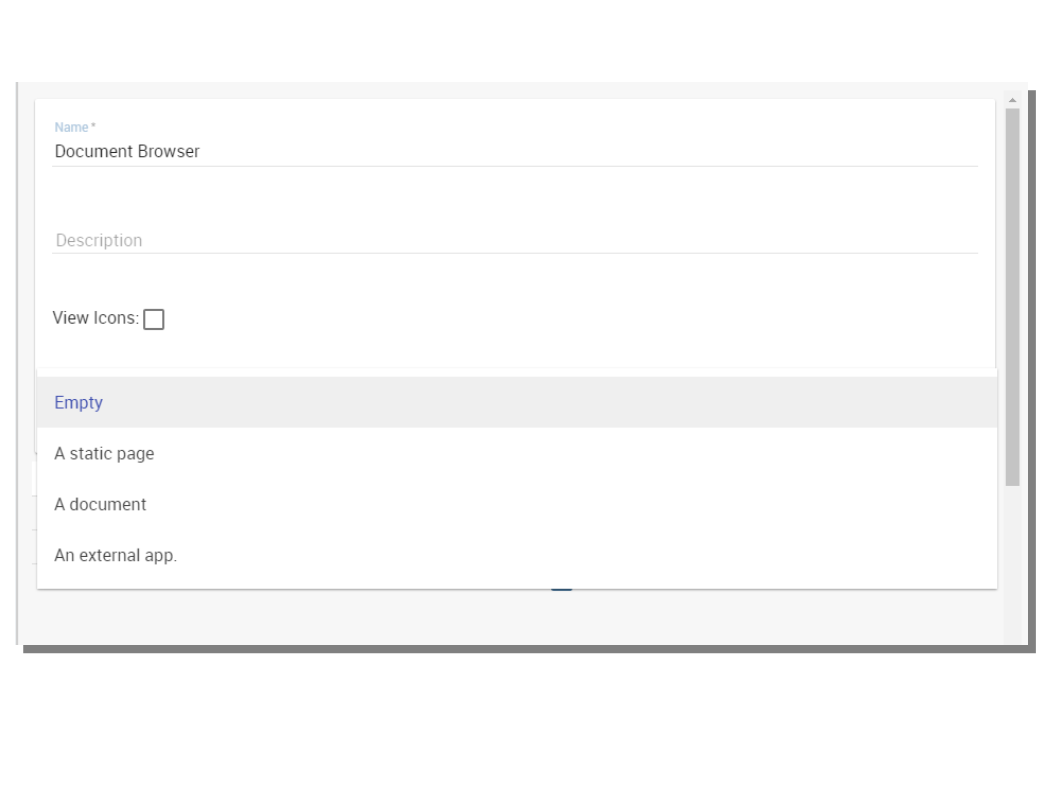 Name *
Document Browser
Description
View Icons:
Empty
A static page
A document
An external app.